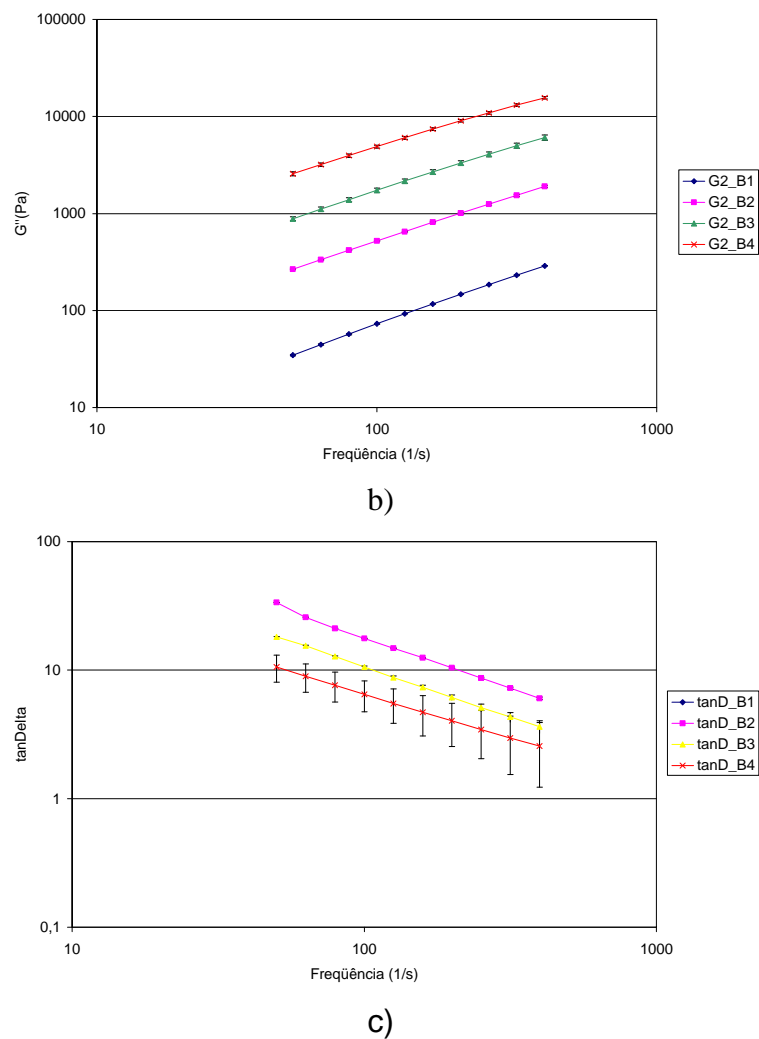 100000
10000
1000
100
10
G''(Pa)
10
100
1000
Freqüência (1/s)
G2_B1
G2_B2
G2_B3
G2_B4
b)
100
10
1
0,1
tanDelta
10
100
1000
Freqüência (1/s)
tanD_B1
tanD_B2
tanD_B3
tanD_B4
c)